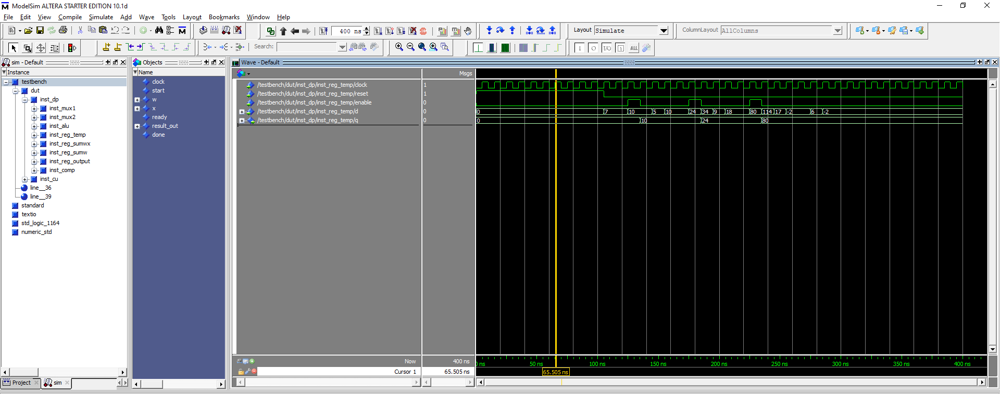 ModelSim ALTERA STARTER EDITION 10.1d
File Edit View Compile Simulate Add Wave Tools Layout Bookmarks Window Help
400 ns
Layout Simulate
ColumnLayout AllColumns
Search:
sim - Default
Instance
testbench
dut
inst_dp
inst_mux1
inst_mux2
inst_alu
inst_reg_temp
inst_reg_sumwx
inst_reg_sumw
inst_reg_output
inst_comp
inst_cu
line__36
line__39
standard
textio
std_logic_1164
numeric_std
Project
sim
Objects
Name
clock
start
w
x
ready
result_out
done
Wave - Default
Msgs
/testbench/dut/inst_dp/inst_reg_temp/clock 1
/testbench/dut/inst_dp/inst_reg_temp/reset 1
/testbench/dut/inst_dp/inst_reg_temp/enable 0
/testbench/dut/inst_dp/inst_reg_temp/d 0 0 7 10 5 10 24 34 9 18 80 114 17 -2 6 -2
/testbench/dut/inst_dp/inst_reg_temp/q 0 0 10 24 80
Now 400 ns
ns 50 ns 100 ns 150 ns 200 ns 250 ns 300 ns 350 ns 400 ns
Cursor 1 65.505 ns
65.505 ns